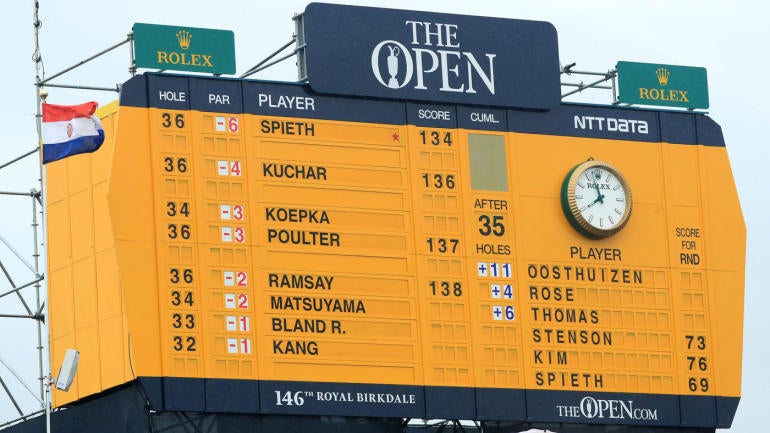 ROLEX
THE OPEN
ROLEX
HOLE PAR PLAYER SCORE CUML NTT DATA
36 -6 SPIETH 134
36 -4 KUCHAR 136
34 -3 KOEPKA
36 -3 POULTER 137
36 -2 RAMSAY 138
34 -2 MATSUYAMA
33 -1 BLAND R.
32 -1 KANG
AFTER
35
HOLES
ROLEX
PLAYER SCORE FOR RND
+11 OOSTHUIZEN
+4 ROSE
+6 THOMAS
STENSON 73
KIM 76
SPIETH 69
146TH ROYAL BIRKDALE
THE OPEN.COM